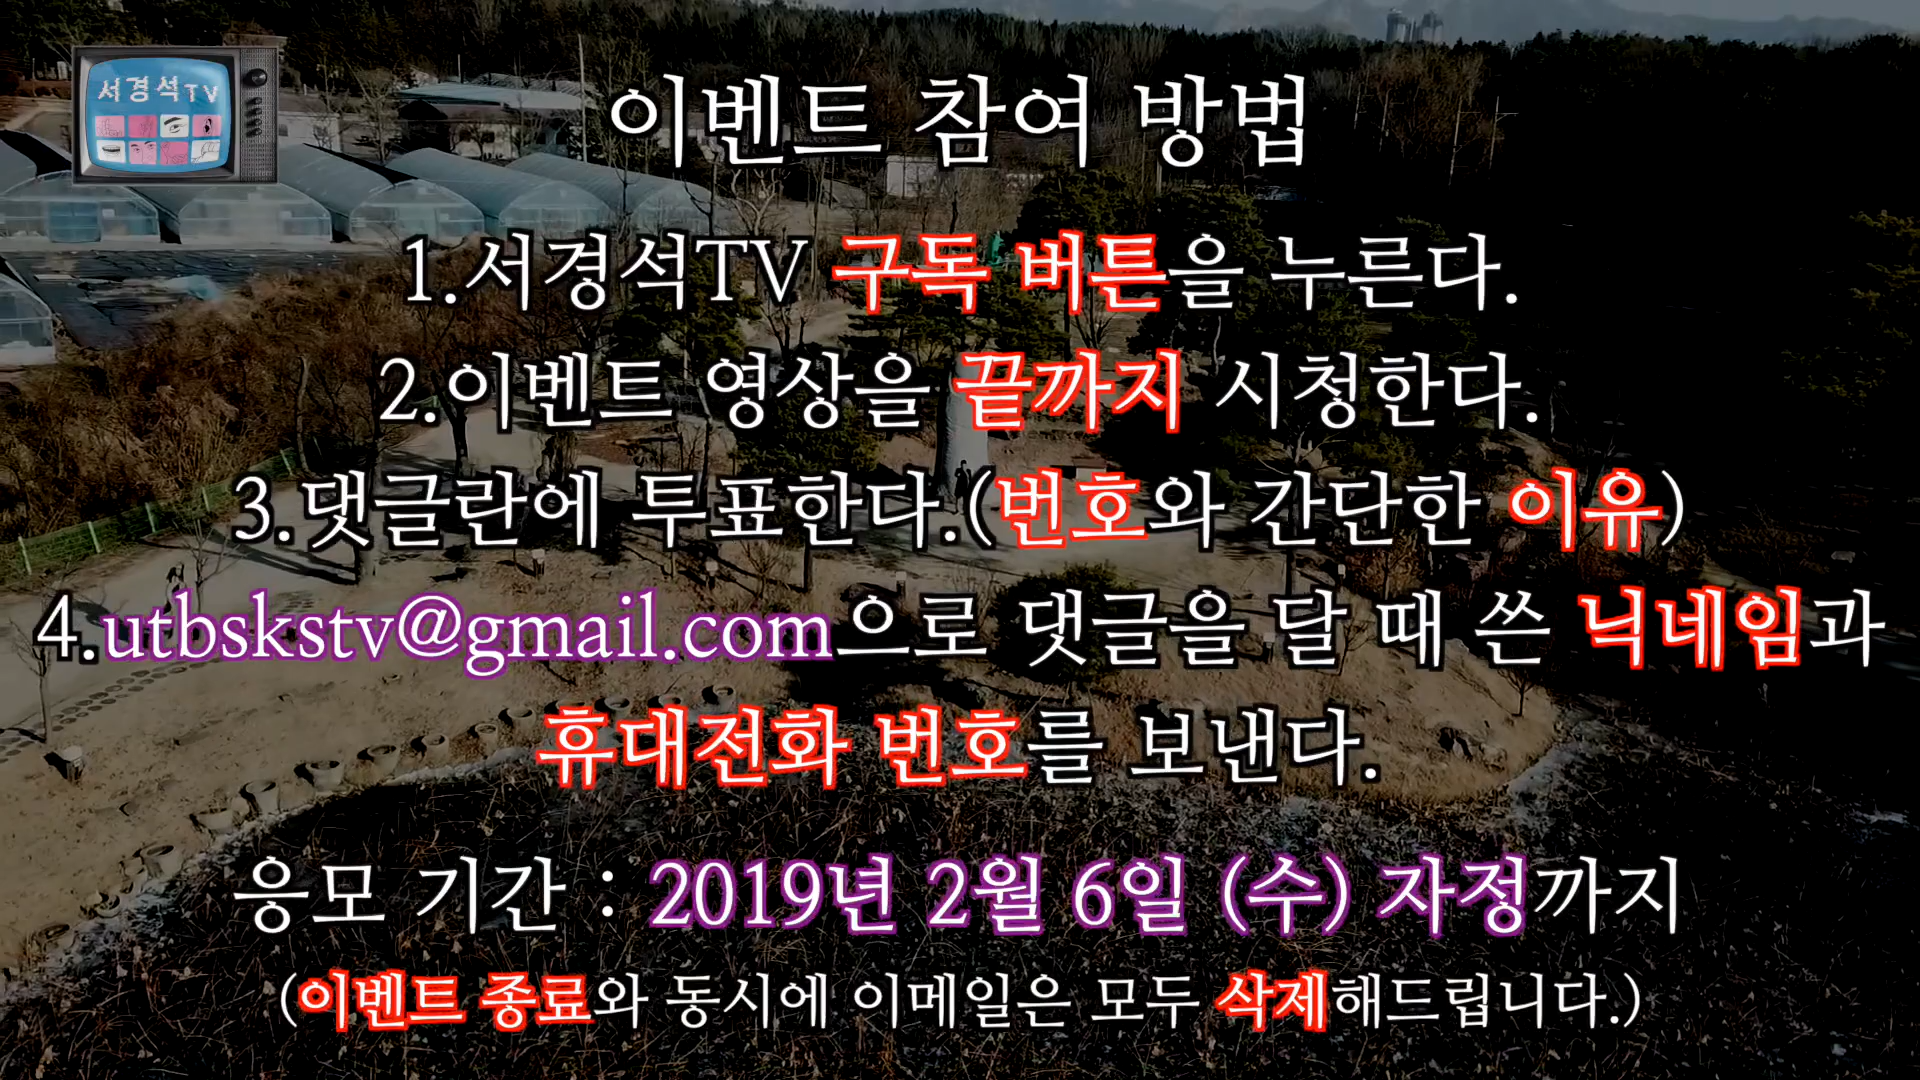 서경석TV
이벤트 참여 방법
1.서경석TV 구독 버튼을 누른다.
2.이벤트 영상을 끝까지 시청한다.
3.댓글란에 투표한다.(번호와 간단한 이유)
4.utbskstv@gmail.com으로 댓글을 달 때 쓴 닉네임과
휴대전화 번호를 보낸다.
응모 기간 : 2019년 2월 6일 (수) 자정까지
(이벤트 종료와 동시에 이메일은 모두 삭제해드립니다.)